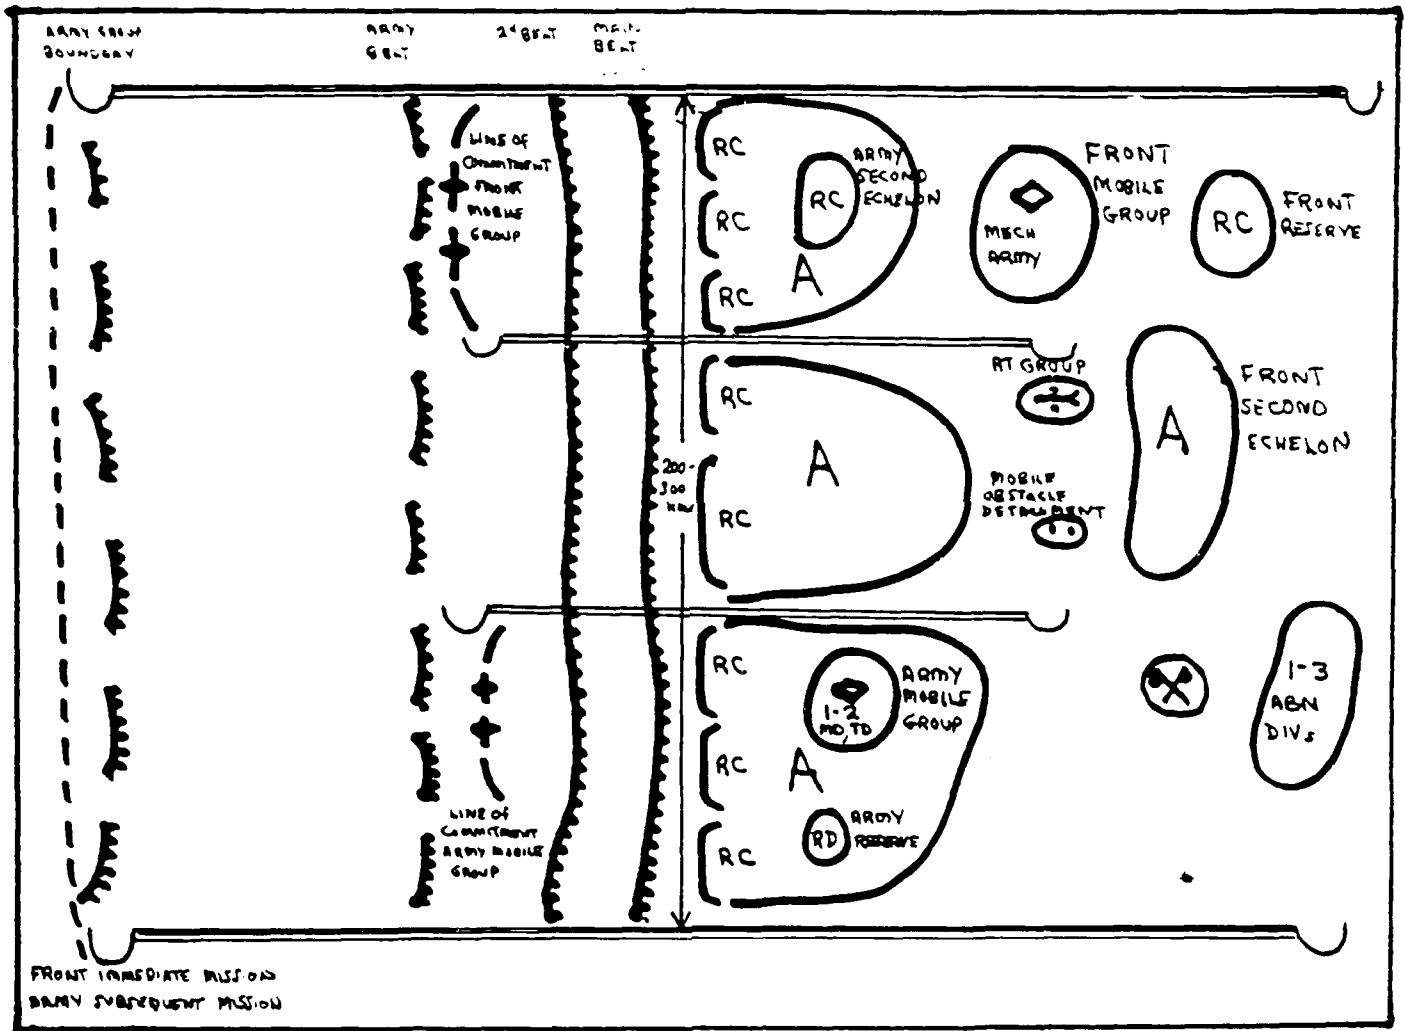 ARMY GROUP
BOUNDARY
ARMY
BELT
2d BELT
MAIN
BELT
LINE OF
COMMITMENT
FRONT
MOBILE
GROUP
RC
RC
RC
RC
ARMY
SECOND
ECHELON
A
MECH
ARMY
FRONT
MOBILE
GROUP
RC
FRONT
RESERVE
200-
300
KM
RC
RC
A
AT GROUP
MOBILE
OBSTACLE
DETACHMENT
A
FRONT
SECOND
ECHELON
RC
RC
RC
1-2
MD, TD
ARMY
MOBILE
GROUP
A
RD
ARMY
RESERVE
1-3
ABN
DIVs
LINE OF
COMMITMENT
ARMY MOBILE
GROUP
FRONT IMMEDIATE MISSION
ARMY SUBSEQUENT MISSION